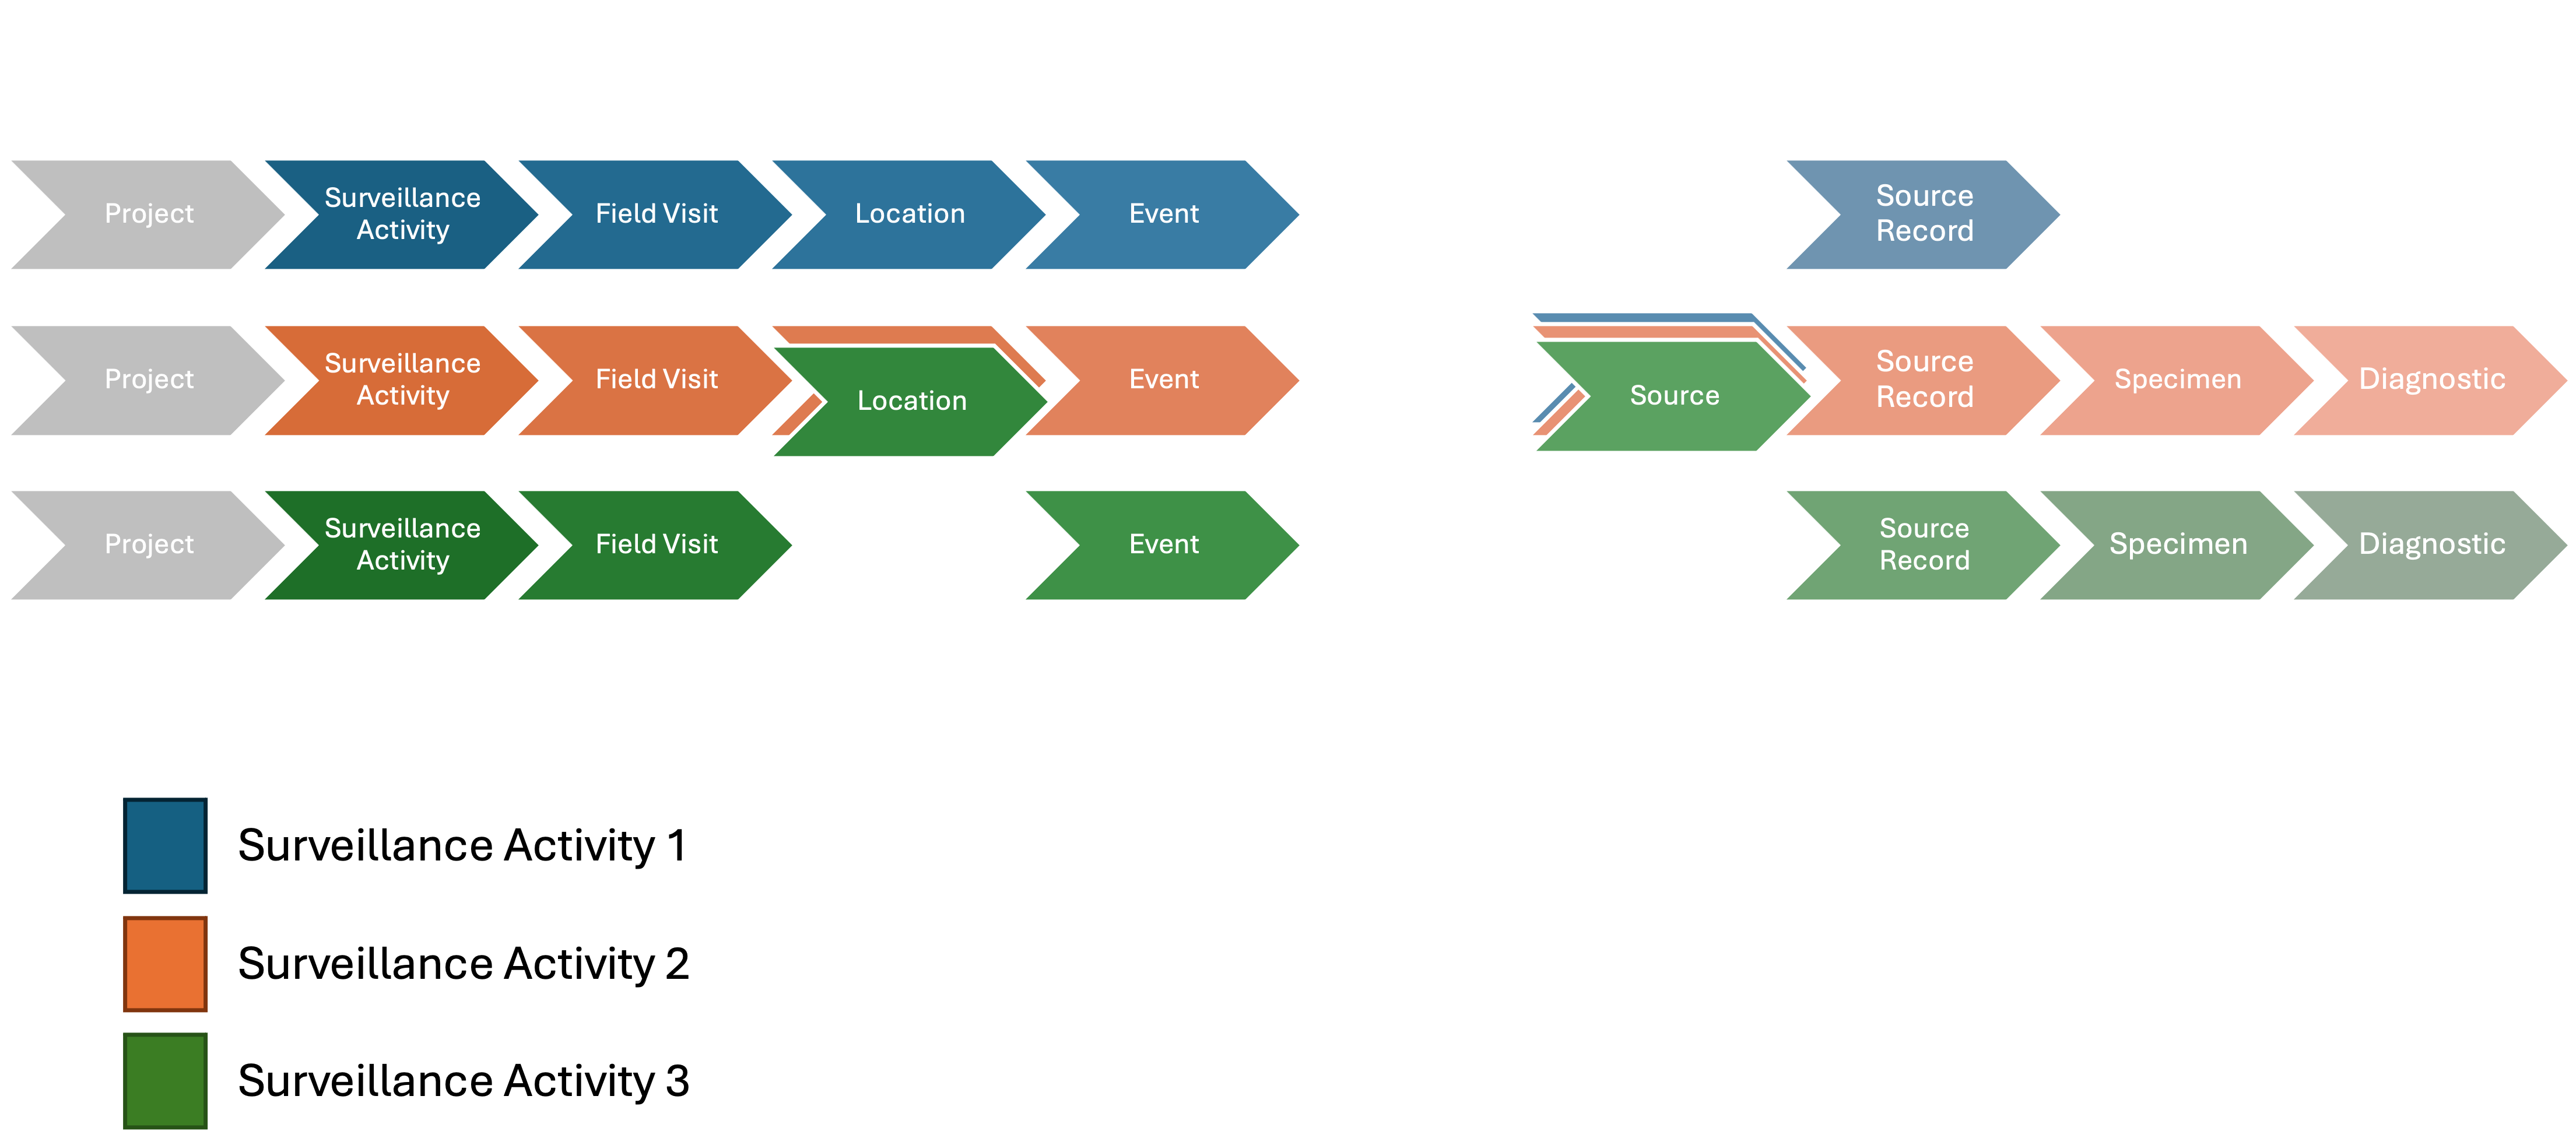 Project
Surveillance
Activity
Field Visit
Location
Event
Source
Record
Project
Surveillance
Activity
Field Visit
Location
Event
Source
Source
Record
Specimen
Diagnostic
Project
Surveillance
Activity
Field Visit
Event
Source
Record
Specimen
Diagnostic
Surveillance Activity 1
Surveillance Activity 2
Surveillance Activity 3